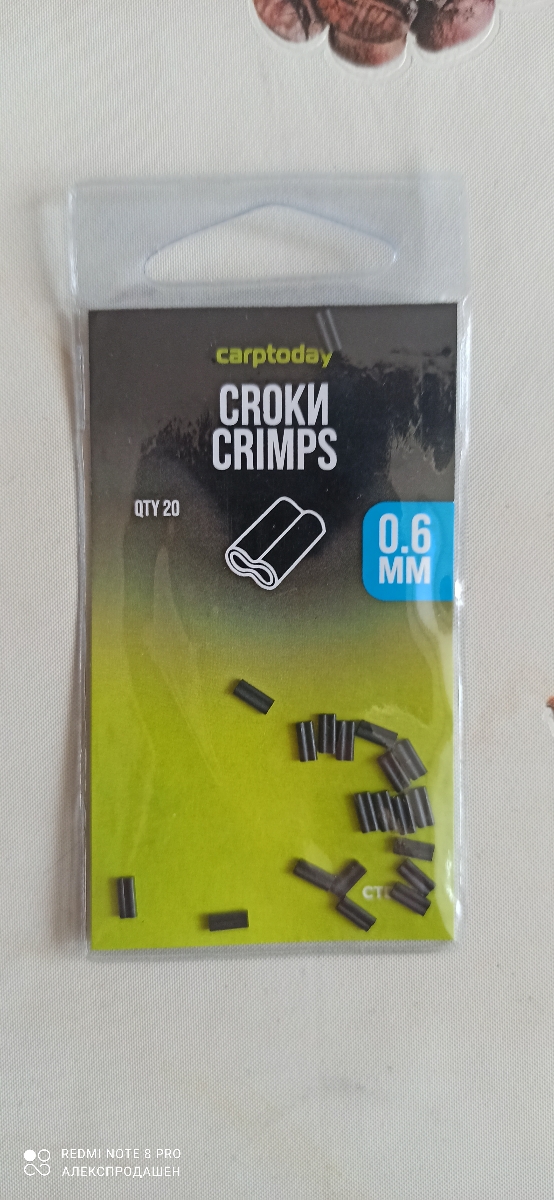 carptoday
CROKИ
CRIMPS
QTY 20
0.6
MM
REDMI NOTE 8 PRO
АЛЕКСПРОДАШЕН